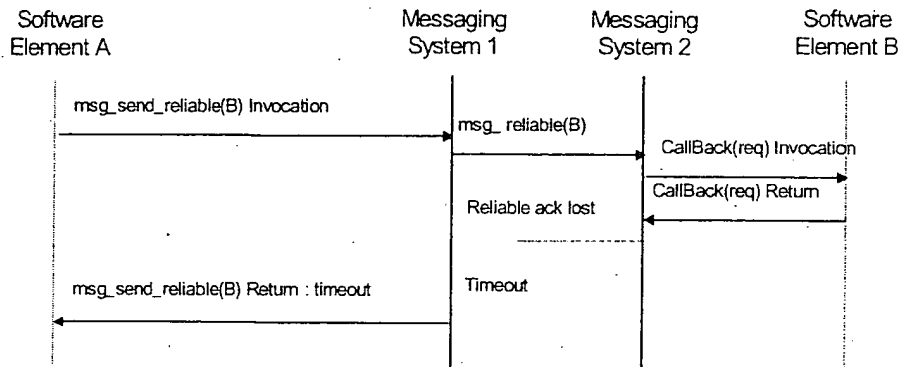 Software
Element A
Messaging
System 1
Messaging
System 2
Software
Element B
msg_send_reliable(B) Invocation
msg_ reliable(B)
CallBack(req) Invocation
CallBack(req) Return
Reliable ack lost
Timeout
msg_send_reliable(B) Return : timeout